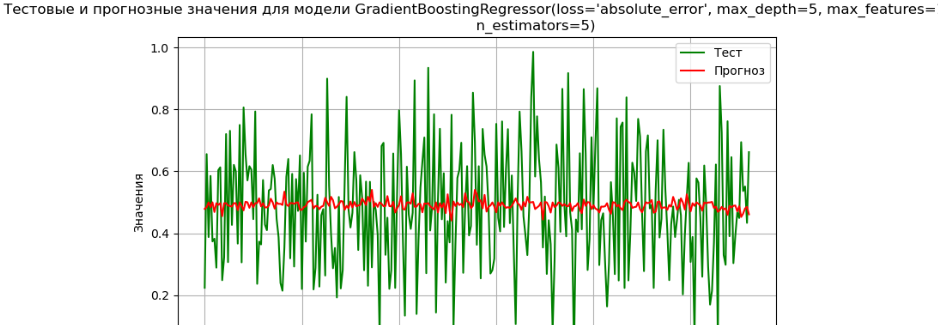 Тестовые и прогнозные значения для модели GradientBoostingRegressor(loss='absolute_error', max_depth=5, max_features='
n_estimators=5)
1.0
Тест
Прогноз
0.8
0.6
Значения
0.4
0.2